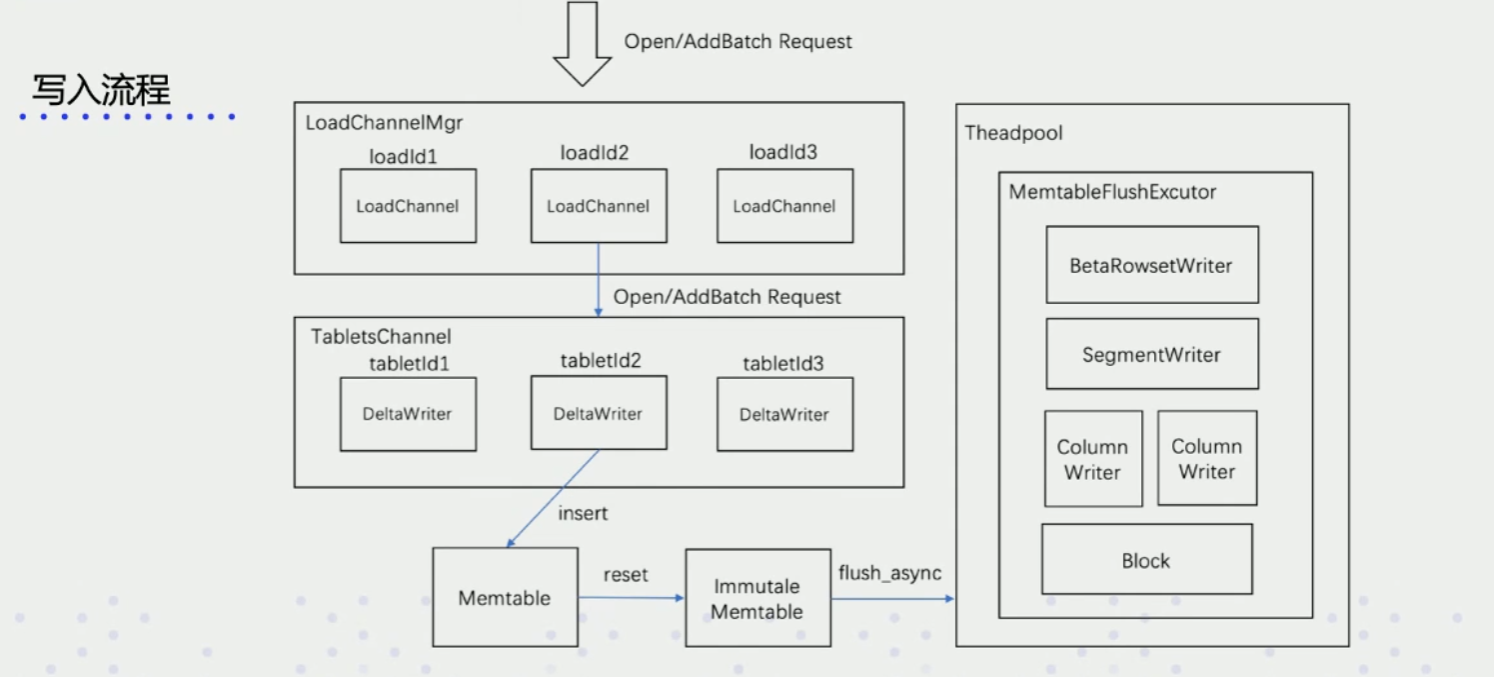 Open/AddBatch Request
写入流程
LoadChannelMgr
loadId1
loadId2
loadId3
LoadChannel
LoadChannel
LoadChannel
Open/AddBatch Request
TabletsChannel
tabletId1
tabletId2
tabletId3
DeltaWriter
DeltaWriter
DeltaWriter
insert
Memtable
reset
Immutale
Memtable
flush_async
Theadpool
MemtableFlushExcutor
BetaRowsetWriter
SegmentWriter
Column
Writer
Column
Writer
Block